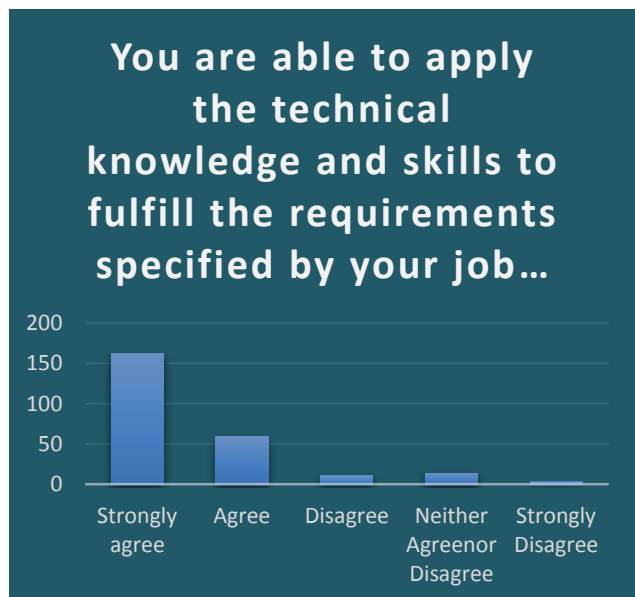 You are able to apply
the technical
knowledge and skills to
fulfill the requirements
specified by your job…
200
150
100
50
0
Strongly
agree
Agree
Disagree
Neither
Agreenor
Disagree
Strongly
Disagree